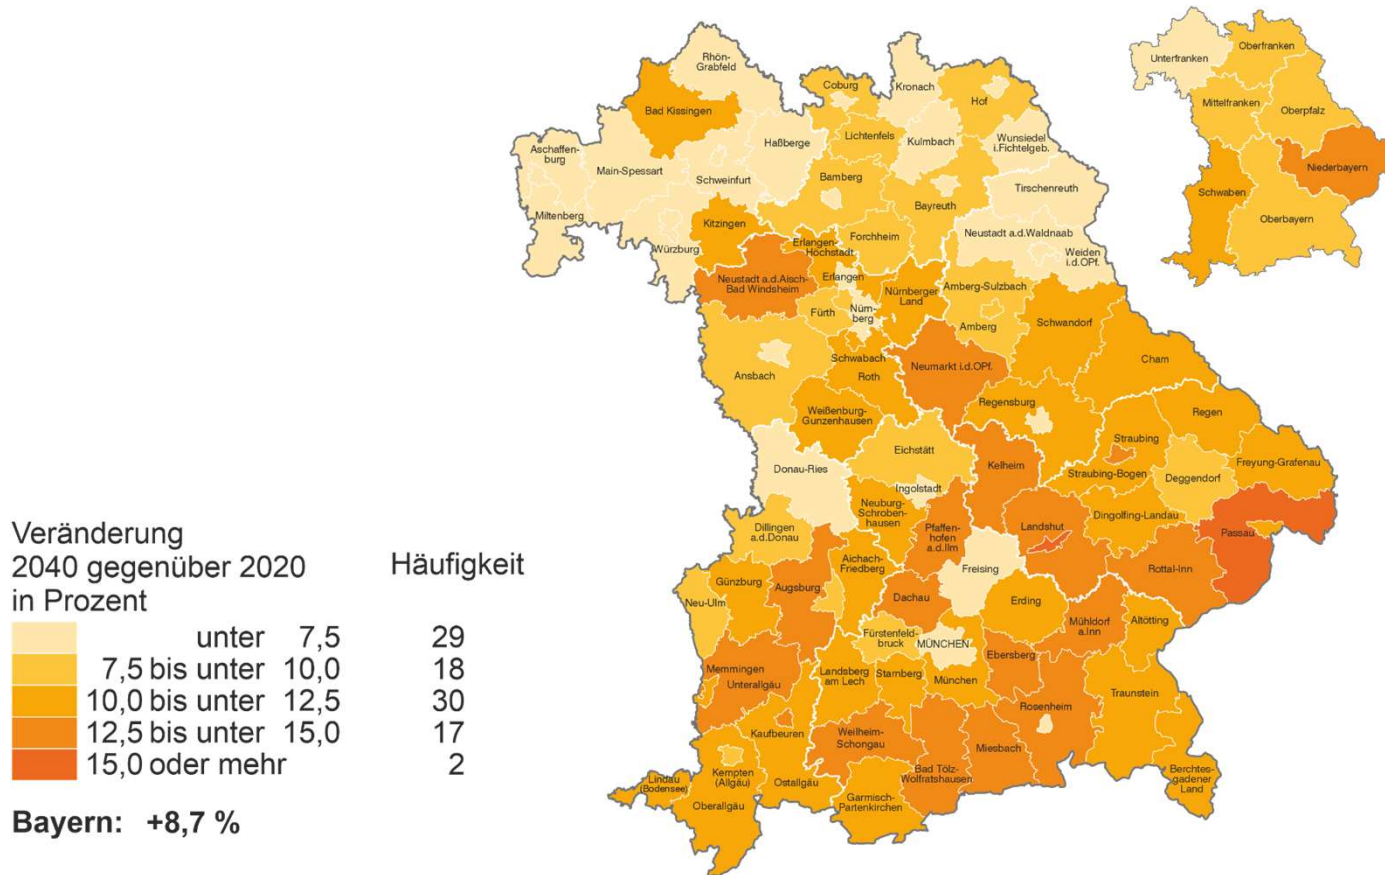 Rhön-
Grabfeld
Bad Kissingen
Coburg
Kronach
Hof
Lichtenfels
Kulmbach
Wunsiedel
i.Fichtelgeb.
Aschaffen-
burg
Main-Spessart
Haßberge
Schweinfurt
Bamberg
Bayreuth
Tirschenreuth
Miltenberg
Würzburg
Kitzingen
Erlangen-
Höchstadt
Forchheim
Neustadt a.d.Waldnaab
Weiden
i.d.OPf.
Neustadt a.d.Aisch-
Bad Windsheim
Erlangen
Nürnberger
Land
Amberg-Sulzbach
Fürth
Nürn-
berg
Amberg
Schwandorf
Cham
Ansbach
Schwabach
Roth
Neumarkt i.d.OPf.
Weißenburg-
Gunzenhausen
Regensburg
Regen
Straubing
Eichstätt
Kelheim
Straubing-Bogen
Freyung-Grafenau
Deggendorf
Donau-Ries
Ingolstadt
Neuburg-
Schroben-
hausen
Dingolfing-Landau
Landshut
Passau
Dillingen
a.d.Donau
Pfaffen-
hofen
a.d.Ilm
Aichach-
Friedberg
Freising
Rottal-Inn
Günzburg
Augsburg
Neu-Ulm
Dachau
Erding
Mühldorf
a.Inn
Altötting
Fürstenfeld-
bruck
MÜNCHEN
Ebersberg
Memmingen
Unterallgäu
Landsberg
am Lech
Starnberg
München
Traunstein
Rosenheim
Kaufbeuren
Weilheim-
Schongau
Miesbach
Bad Tölz-
Wolfratshausen
Lindau
(Bodensee)
Kempten
(Allgäu)
Ostallgäu
Oberallgäu
Garmisch-
Partenkirchen
Berchtes-
gadener
Land
Unterfranken
Oberfranken
Mittelfranken
Oberpfalz
Niederbayern
Schwaben
Oberbayern
Veränderung
2040 gegenüber 2020
in Prozent
Häufigkeit
unter 7,5 29
7,5 bis unter 10,0 18
10,0 bis unter 12,5 30
12,5 bis unter 15,0 17
15,0 oder mehr 2
Bayern: +8,7 %